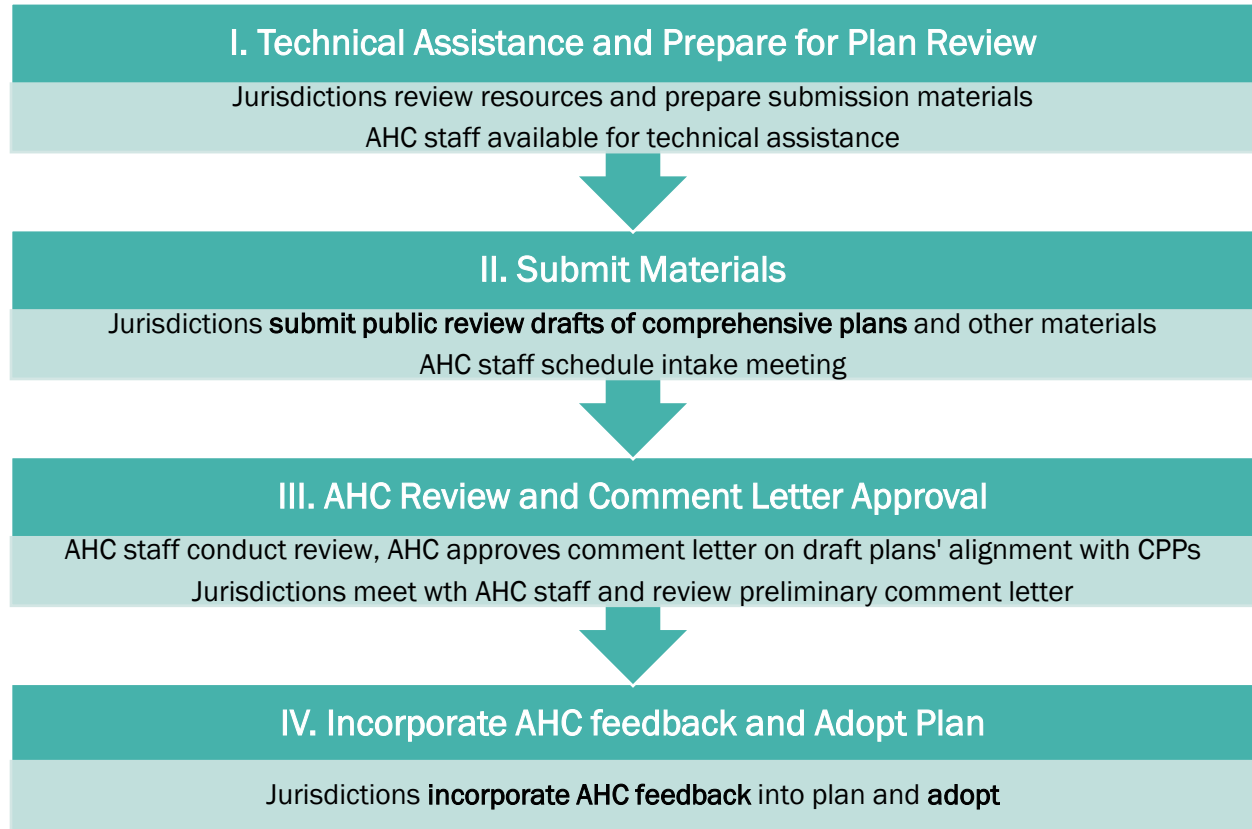 I. Technical Assistance and Prepare for Plan Review
Jurisdictions review resources and prepare submission materials
AHC staff available for technical assistance
II. Submit Materials
Jurisdictions submit public review drafts of comprehensive plans and other materials
AHC staff schedule intake meeting
III. AHC Review and Comment Letter Approval
AHC staff conduct review, AHC approves comment letter on draft plans' alignment with CPPs
Jurisdictions meet wth AHC staff and review preliminary comment letter
IV. Incorporate AHC feedback and Adopt Plan
Jurisdictions incorporate AHC feedback into plan and adopt